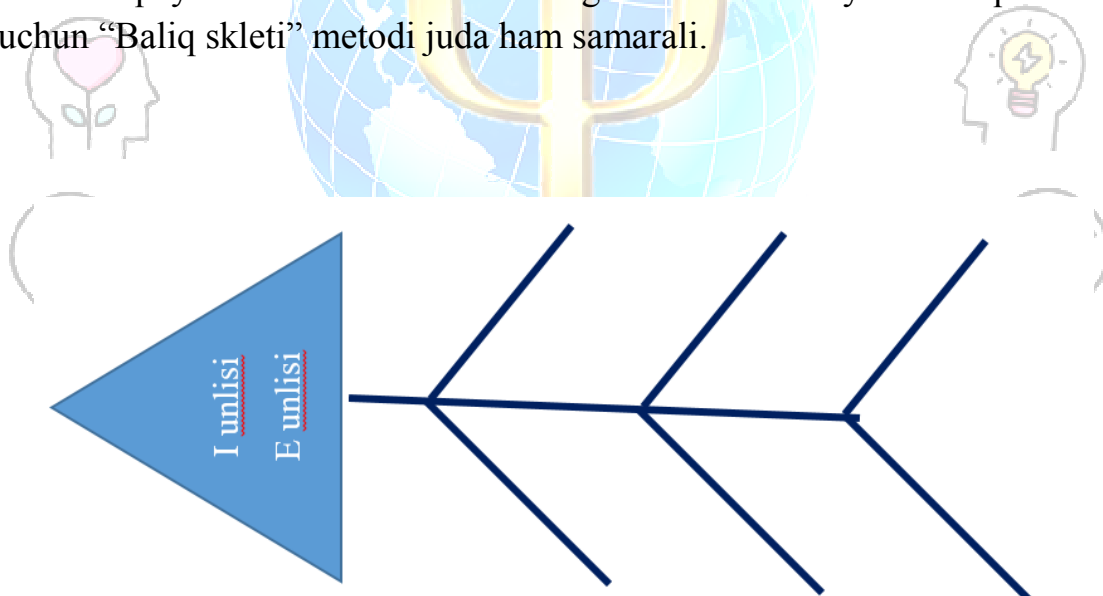 uchun “Baliq skleti” metodi juda ham samarali.
I unlisi
E unlisi